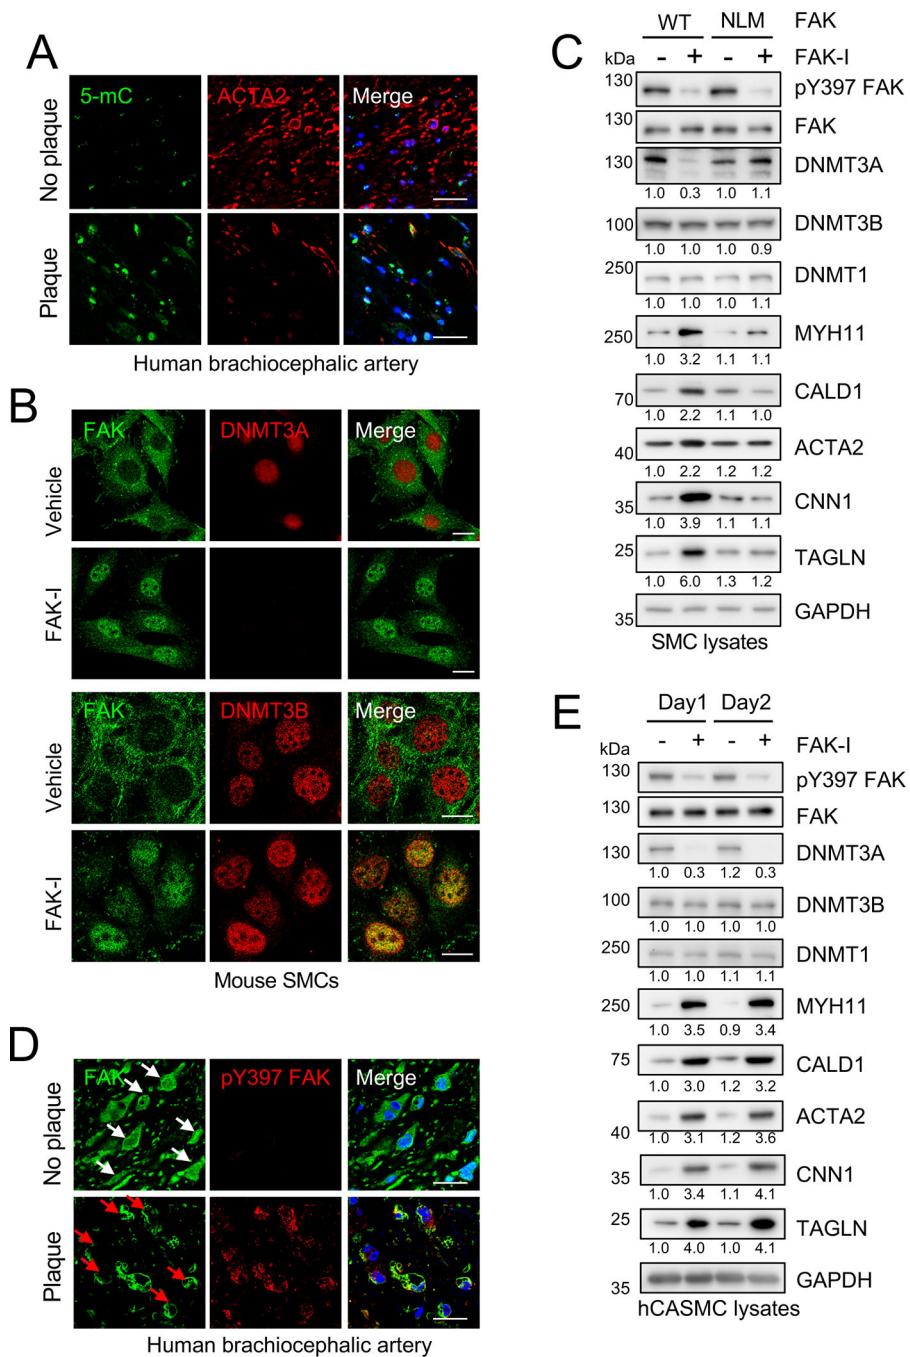 A
5-mC ACTA2 Merge
No plaque
Plaque
Human brachiocephalic artery
B
FAK DNMT3A Merge
Vehicle
FAK-I
FAK DNMT3B Merge
Vehicle
FAK-I
Mouse SMCs
D
FAK pY397 FAK Merge
No plaque
Plaque
Human brachiocephalic artery
C
WT NLM FAK
kDa - + - + FAK-I
130 pY397 FAK
130 FAK
130 DNMT3A
1.0 0.3 1.0 1.1
100 DNMT3B
1.0 1.0 1.0 0.9
250 DNMT1
1.0 1.0 1.0 1.1
250 MYH11
1.0 3.2 1.1 1.1
70 CALD1
1.0 2.2 1.1 1.0
40 ACTA2
1.0 2.2 1.2 1.2
35 CNN1
1.0 3.9 1.1 1.1
25 TAGLN
1.0 6.0 1.3 1.2
35 GAPDH
SMC lysates
E
Day1 Day2
kDa - + - + FAK-I
130 pY397 FAK
130 FAK
130 DNMT3A
1.0 0.3 1.2 0.3
100 DNMT3B
1.0 1.0 1.0 1.0
250 DNMT1
1.0 1.0 1.1 1.1
250 MYH11
1.0 3.5 0.9 3.4
75 CALD1
1.0 3.0 1.2 3.2
40 ACTA2
1.0 3.1 1.2 3.6
35 CNN1
1.0 3.4 1.1 4.1
25 TAGLN
1.0 4.0 1.0 4.1
35 GAPDH
hCASMC lysates